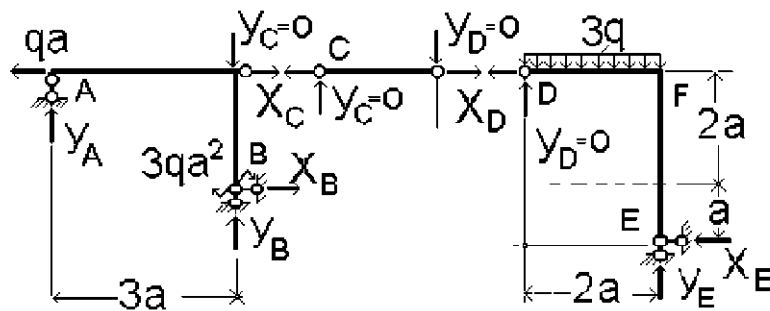 qa
y_C=0
C
y_D=0
3q
A
X_C
y_C=0
X_D
D
F
2a
y_A
3qa²
B
X_B
y_D=0
a
y_B
E
3a
2a
y_E
X_E